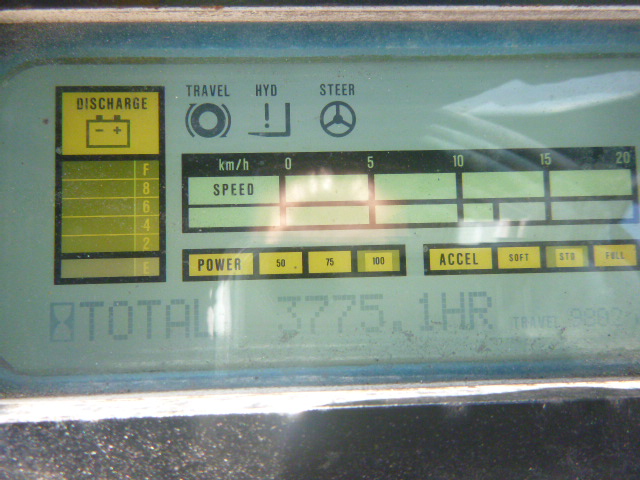 TRAVEL HYD STEER
DISCHARGE
- +
!
km/h 0 5 10 15 20
F
8
SPEED
6
4
2
E
POWER 50 75 100 ACCEL SOFT STD FULL
TOTAL 3775.1HR TRAVEL